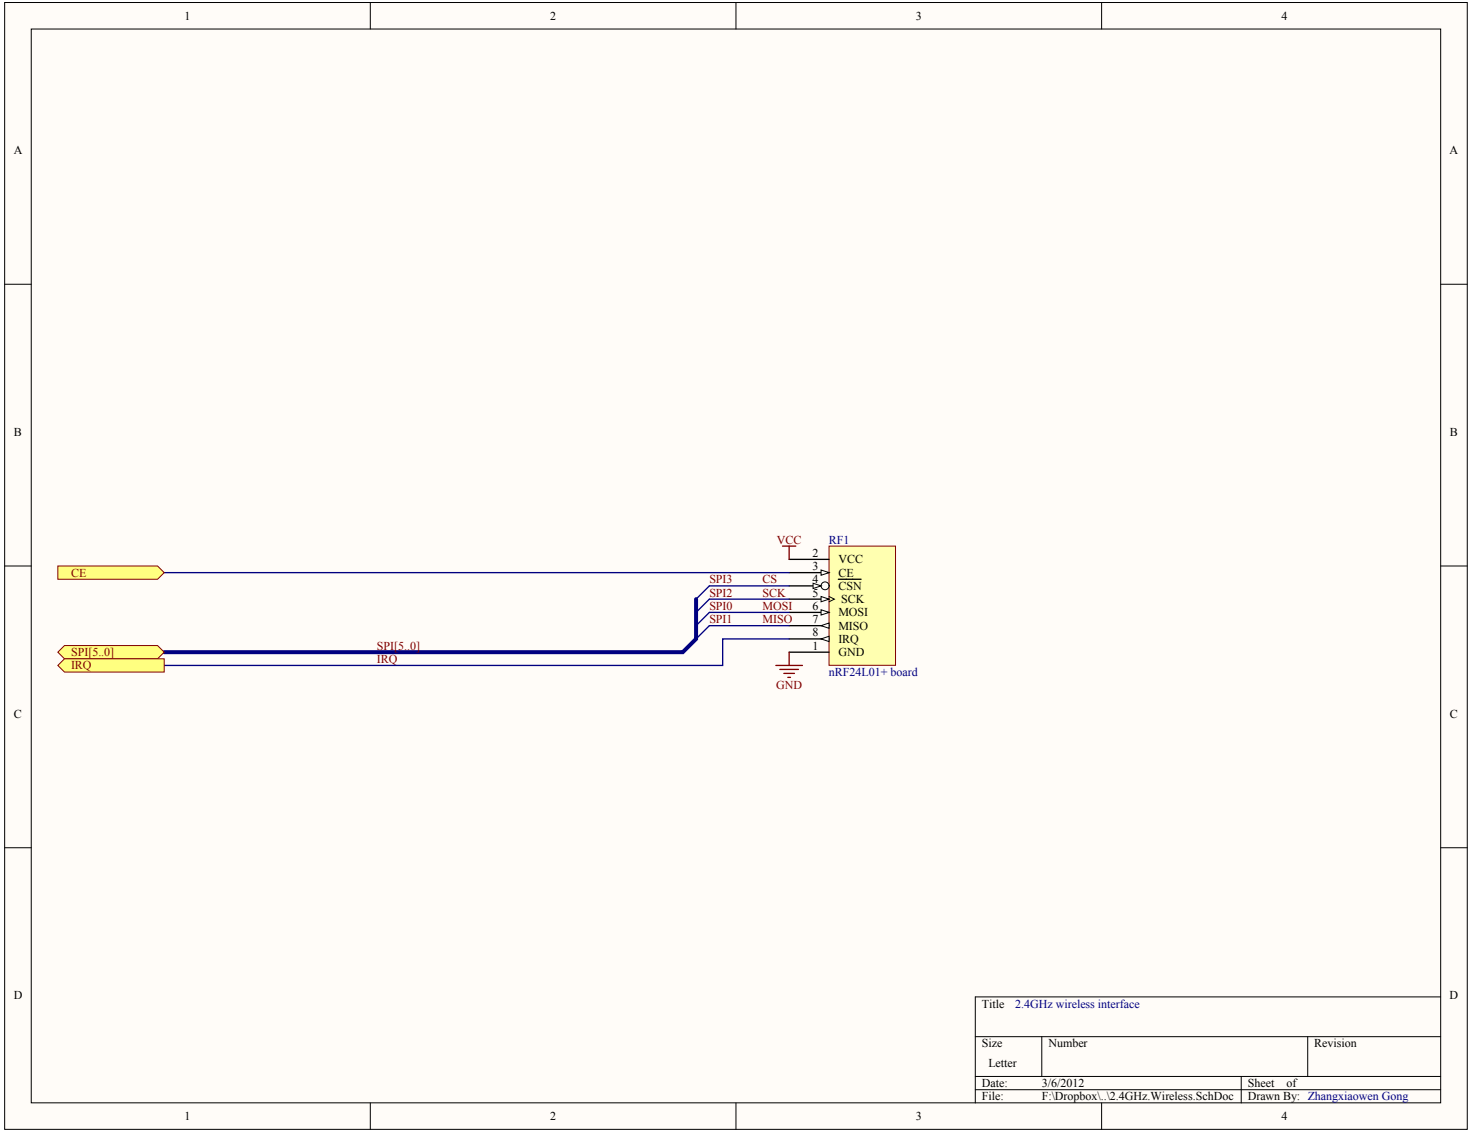 1 2 3 4
A A
B B
VCC RF1
2 VCC
CE 3 CE
SPI3 CS 4 CSN
SPI2 SCK 5 SCK
SPI0 MOSI 6 MOSI
SPI1 MISO 7 MISO
8 IRQ
SPI[5..0] SPI[5..0] 1 GND
IRQ IRQ
nRF24L01+ board
GND
C C
D D
Title 2.4GHz wireless interface
Size Number Revision
Letter
Date: 3/6/2012 Sheet of
File: F:\Dropbox\..\2.4GHz.Wireless.SchDoc Drawn By: Zhangxiaowen Gong
1 2 3 4